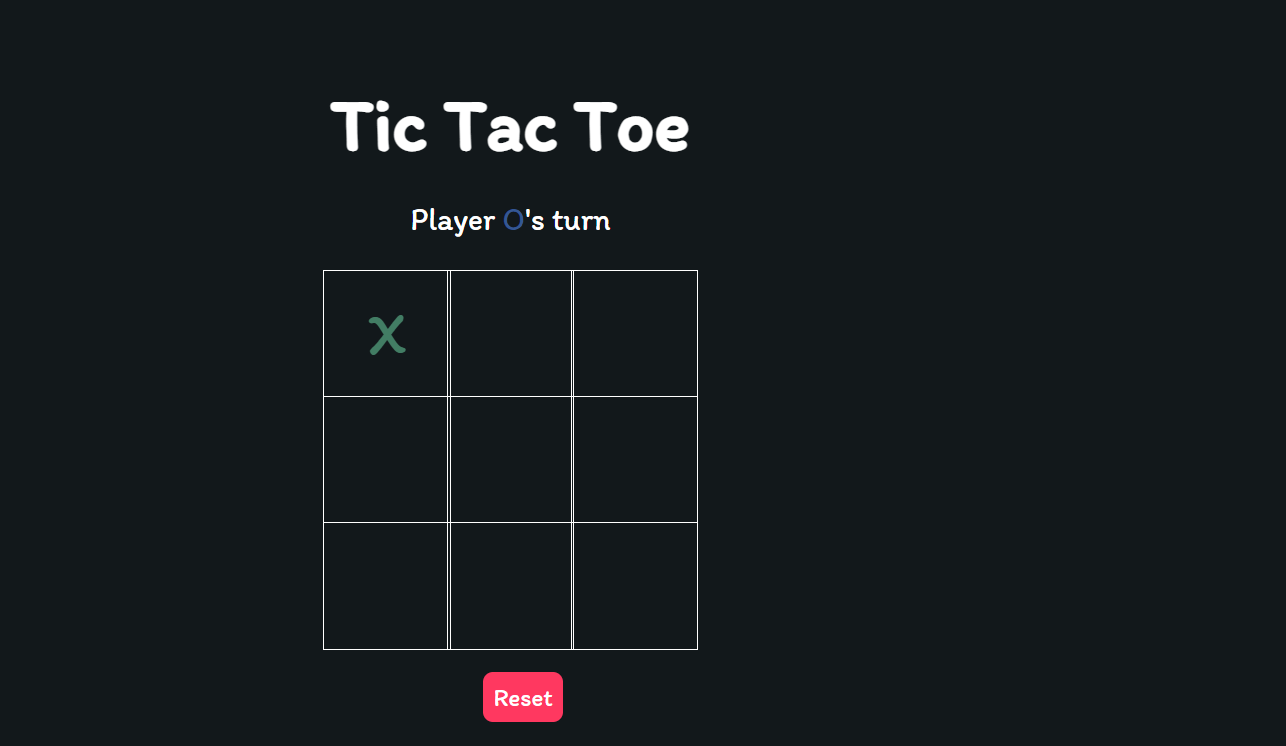 Tic Tac Toe
Player O's turn
X
Reset